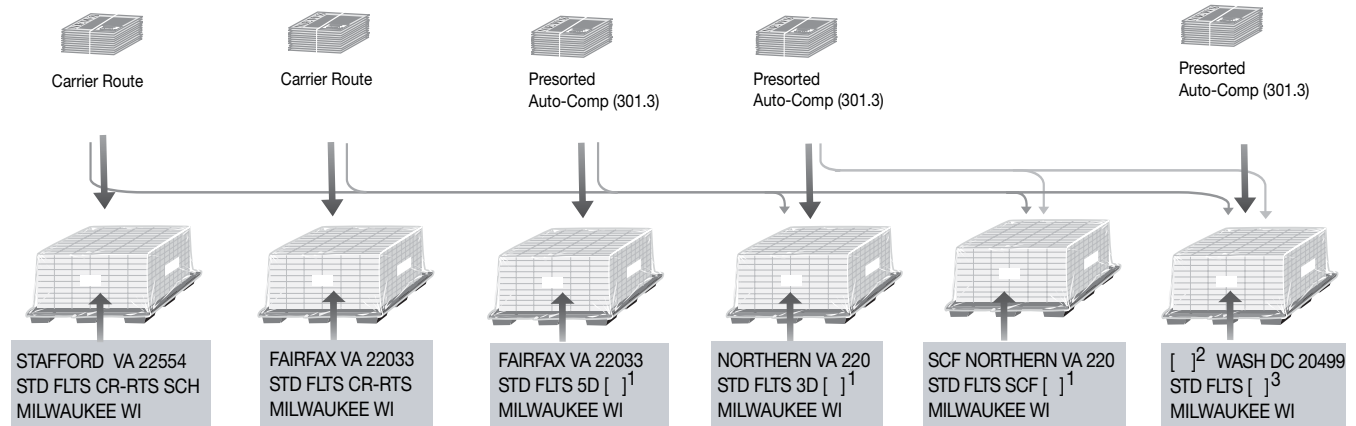 Carrier Route
Carrier Route
Presorted
Auto-Comp (301.3)
Presorted
Auto-Comp (301.3)
Presorted
Auto-Comp (301.3)
STAFFORD VA 22554
STD FLTS CR-RTS SCH
MILWAUKEE WI
FAIRFAX VA 22033
STD FLTS CR-RTS
MILWAUKEE WI
FAIRFAX VA 22033
STD FLTS 5D [ ]1
MILWAUKEE WI
NORTHERN VA 220
STD FLTS 3D [ ]1
MILWAUKEE WI
SCF NORTHERN VA 220
STD FLTS SCF [ ]1
MILWAUKEE WI
[ ]2 WASH DC 20499
STD FLTS [ ]3
MILWAUKEE WI